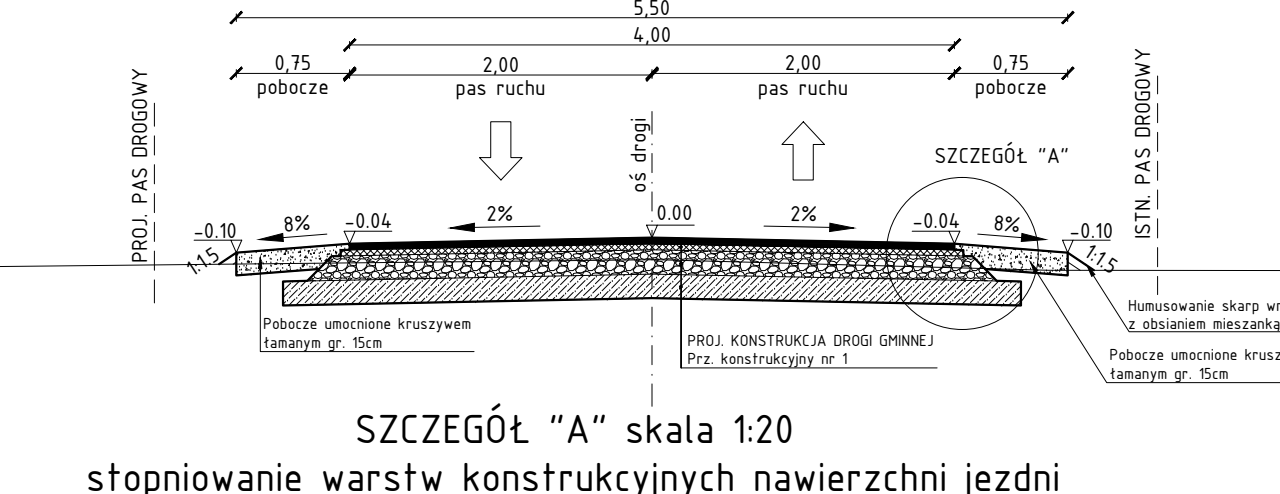 5,50
4,00
0,75
2,00
2,00
0,75
pobocze
pas ruchu
pas ruchu
pobocze
PROJ. PAS DROGOWY
oś drogi
ISTN. PAS DROGOWY
SZCZEGÓŁ "A"
-0.10
8%
-0.04
2%
0.00
2%
-0.04
8%
-0.10
1:1.5
1:1.5
Humusowanie skarp
z obsianiem mieszanką
Pobocze umocnione kruszywem
łamanym gr. 15cm
PROJ. KONSTRUKCJA DROGI GMINNEJ
Prz. konstrukcyjny nr 1
Pobocze umocnione
łamanym gr. 15cm
SZCZEGÓŁ "A" skala 1:20
stopniowanie warstw konstrukcyjnych nawierzchni jezdni